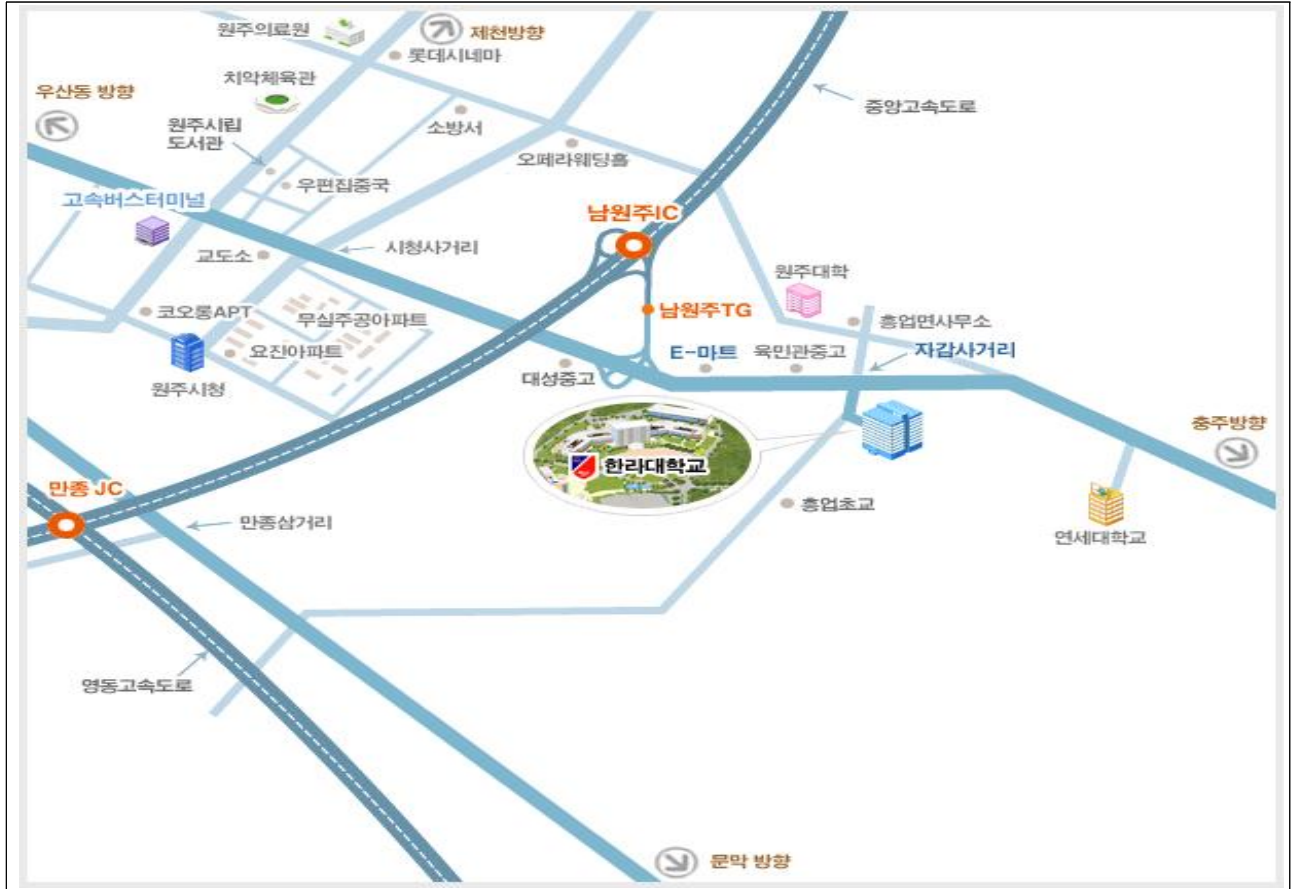 원주의료원
제천방향
롯데시네마
치악체육관
우산동 방향
중앙고속도로
원주시립
도서관
소방서
오페라웨딩홀
우편집중국
고속버스터미널
남원주IC
시청사거리
교도소
원주대학
코오롱APT
무실주공아파트
남원주TG
흥업면사무소
요진아파트
E-마트
육민관중고
자감사거리
대성중고
원주시청
충주방향
한라대학교
만종 JC
흥업초교
만종삼거리
연세대학교
영동고속도로
문막 방향